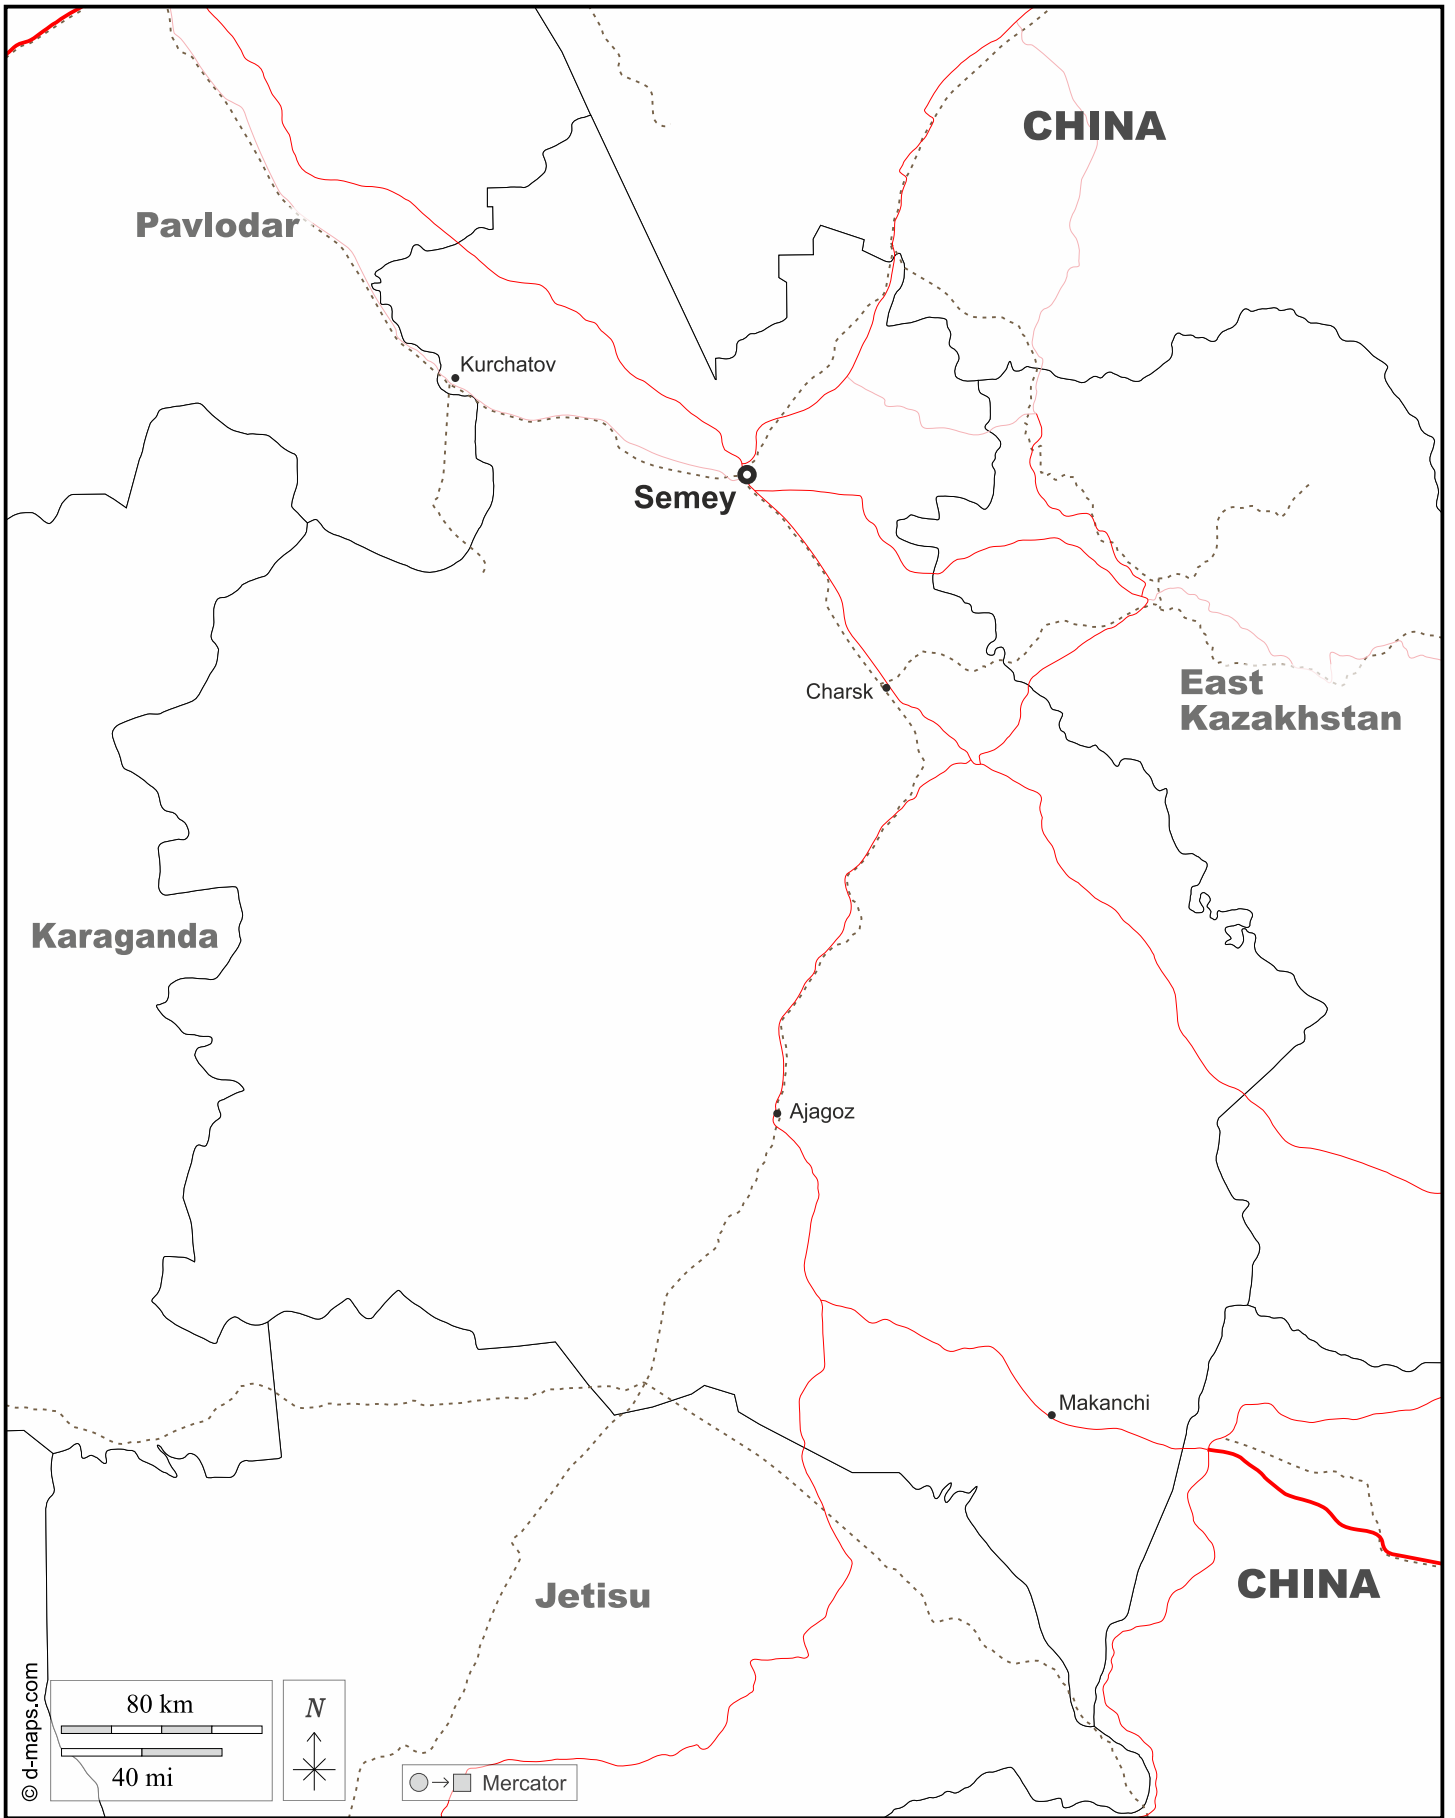 CHINA
Pavlodar
Kurchatov
Semey
Charsk
East
Kazakhstan
Karaganda
Ajagoz
Makanchi
CHINA
Jetisu
© d-maps.com
80 km
40 mi
N
Mercator